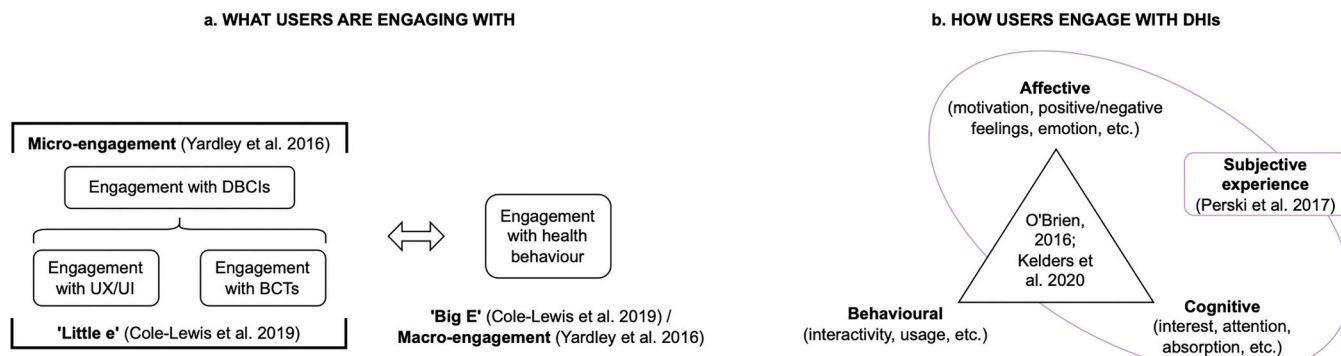 a. WHAT USERS ARE ENGAGING WITH
Micro-engagement (Yardley et al. 2016)
Engagement with DBCIs
Engagement
with UX/UI
Engagement
with BCTs
'Little e' (Cole-Lewis et al. 2019)
Engagement
with health
behaviour
'Big E' (Cole-Lewis et al. 2019) /
Macro-engagement (Yardley et al. 2016)
b. HOW USERS ENGAGE WITH DHIs
Affective
(motivation, positive/negative
feelings, emotion, etc.)
Subjective
experience
(Perski et al. 2017)
O'Brien,
2016;
Kelders et
al. 2020
Behavioural
(interactivity, usage, etc.)
Cognitive
(interest, attention,
absorption, etc.)